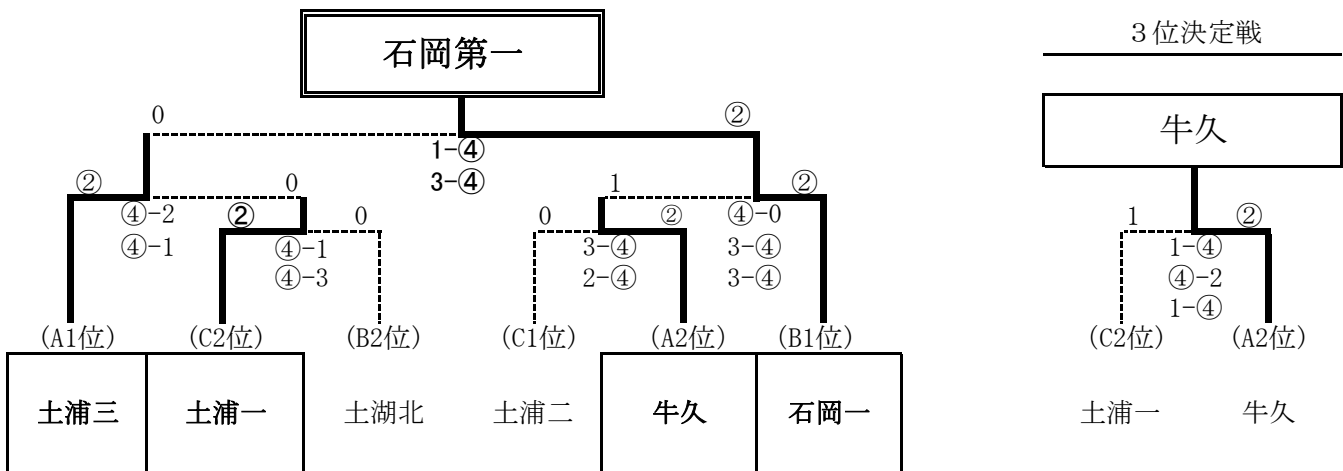 石岡第一
3位決定戦
牛久
0
②
1-④
3-④
②
0
1
②
④-2
④-1
②
0
0
②
④-0
3-④
3-④
④-1
④-3
3-④
2-④
1
②
1-④
④-2
1-④
(A1位)
(C2位)
(B2位)
(C1位)
(A2位)
(B1位)
(C2位)
(A2位)
土浦三
土浦一
土湖北
土浦二
牛久
石岡一
土浦一
牛久